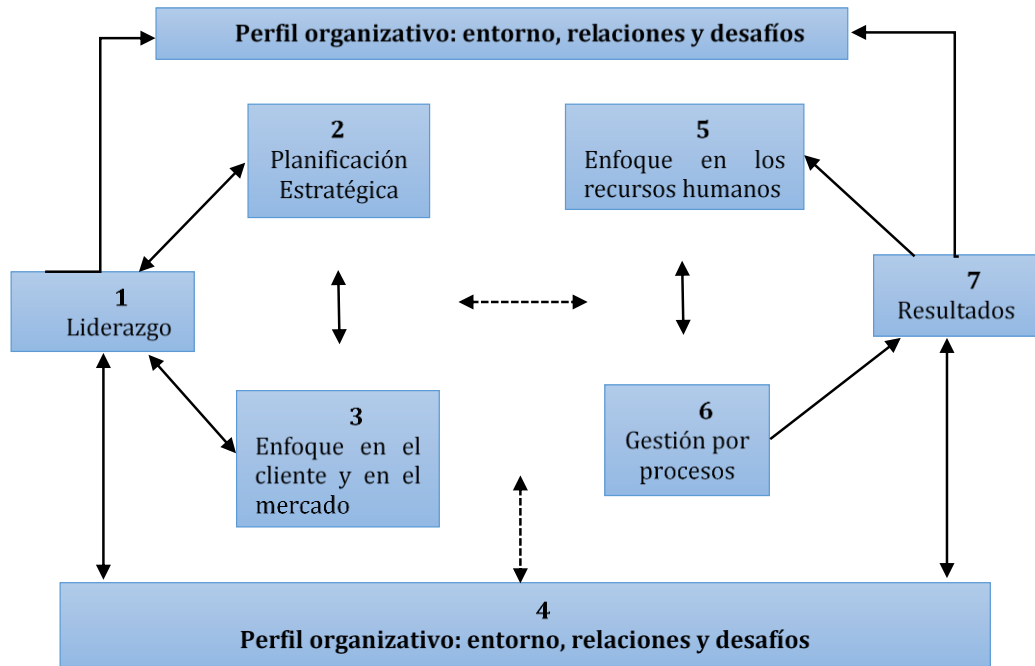 Perfil organizativo: entorno, relaciones y desafíos
2
Planificación
Estratégica
5
Enfoque en los
recursos humanos
1
Liderazgo
7
Resultados
3
Enfoque en el
cliente y en el
mercado
6
Gestión por
procesos
4
Perfil organizativo: entorno, relaciones y desafíos